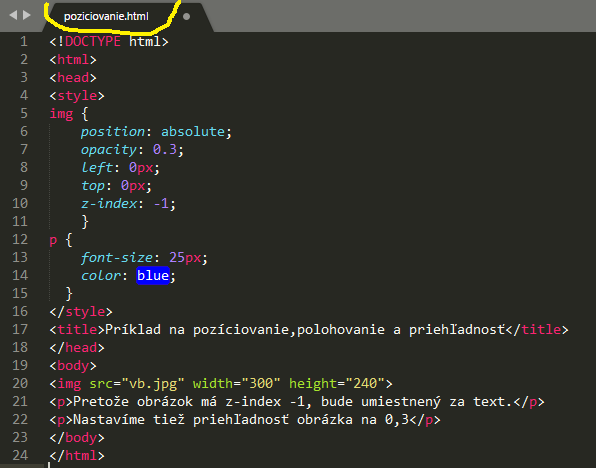 poziciovanie.html
1 <!DOCTYPE html>
2 <html>
3 <head>
4 <style>
5 img {
6 position: absolute;
7 opacity: 0.3;
8 left: 0px;
9 top: 0px;
10 z-index: -1;
11 }
12 p {
13 font-size: 25px;
14 color: blue;
15 }
16 </style>
17 <title>Príklad na pozíciovanie,polohovanie a priehľadnosť</title>
18 </head>
19 <body>
20 <img src="vb.jpg" width="300" height="240">
21 <p>Pretože obrázok má z-index -1, bude umiestnený za text.</p>
22 <p>Nastavíme tiež priehľadnosť obrázka na 0,3</p>
23 </body>
24 </html>